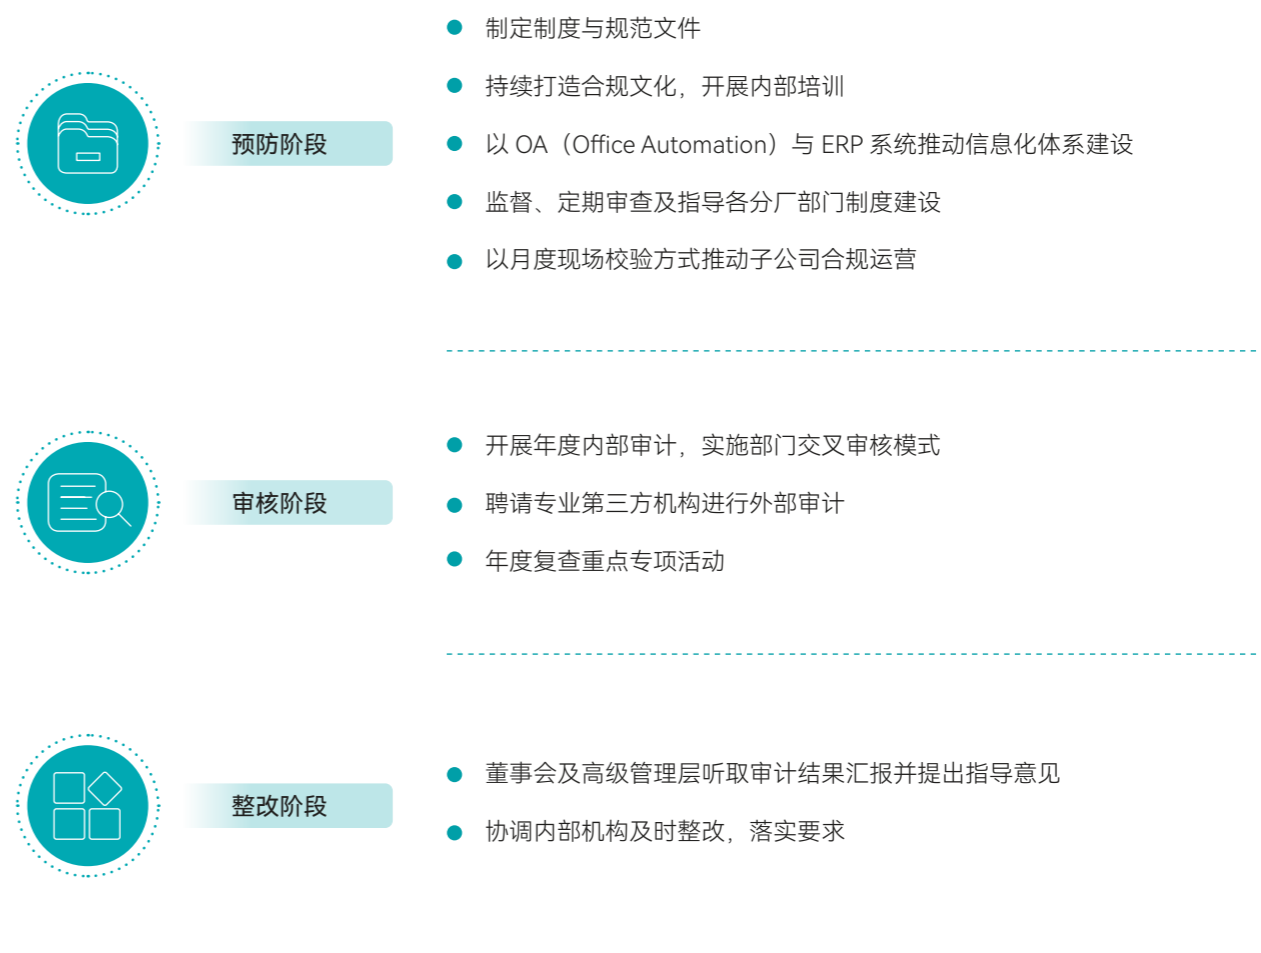 制定制度与规范文件
持续打造合规文化，开展内部培训
预防阶段
以 OA（Office Automation）与 ERP 系统推动信息化体系建设
监督、定期审查及指导各分厂部门制度建设
以月度现场校验方式推动子公司合规运营
开展年度内部审计，实施部门交叉审核模式
审核阶段
聘请专业第三方机构进行外部审计
年度复查重点专项活动
董事会及高级管理层听取审计结果汇报并提出指导意见
整改阶段
协调内部机构及时整改，落实要求